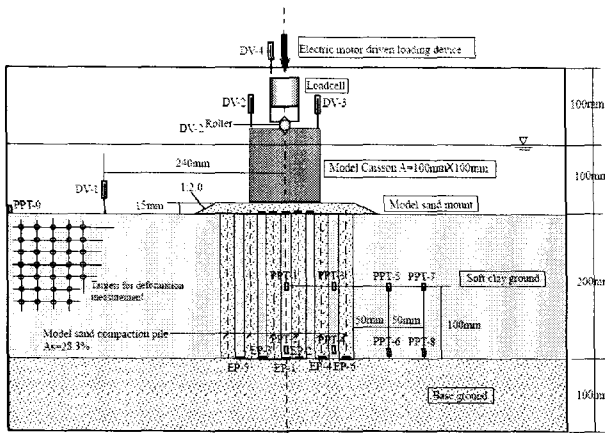 DV-4
Electric motor driven loading device
Loadcell
100mm
DV-2
DV-3
DV-2
Rolter
240mm
Model Caisson A=100mm×100mm
100mm
DV-1
1:2.0
PPT-9
15mm
Model sand mount
PPT-1
PPT-3
PPT-5
PPT-7
Soft clay ground
Targets for deformation
measurement
200mm
50mm
50mm
100mm
Model sand compaction pile
As=28.3%
PPT-2
PPT-4
PPT-6
PPT-8
EP-3
EP-2
EP-1
EP-4
EP-5
Base ground
100mm